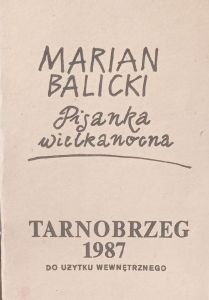 MARIAN
BALICKI
Pisanka
wielkanocna
TARNOBRZEG
1987
DO UŻYTKU WEWNĘTRZNEGO